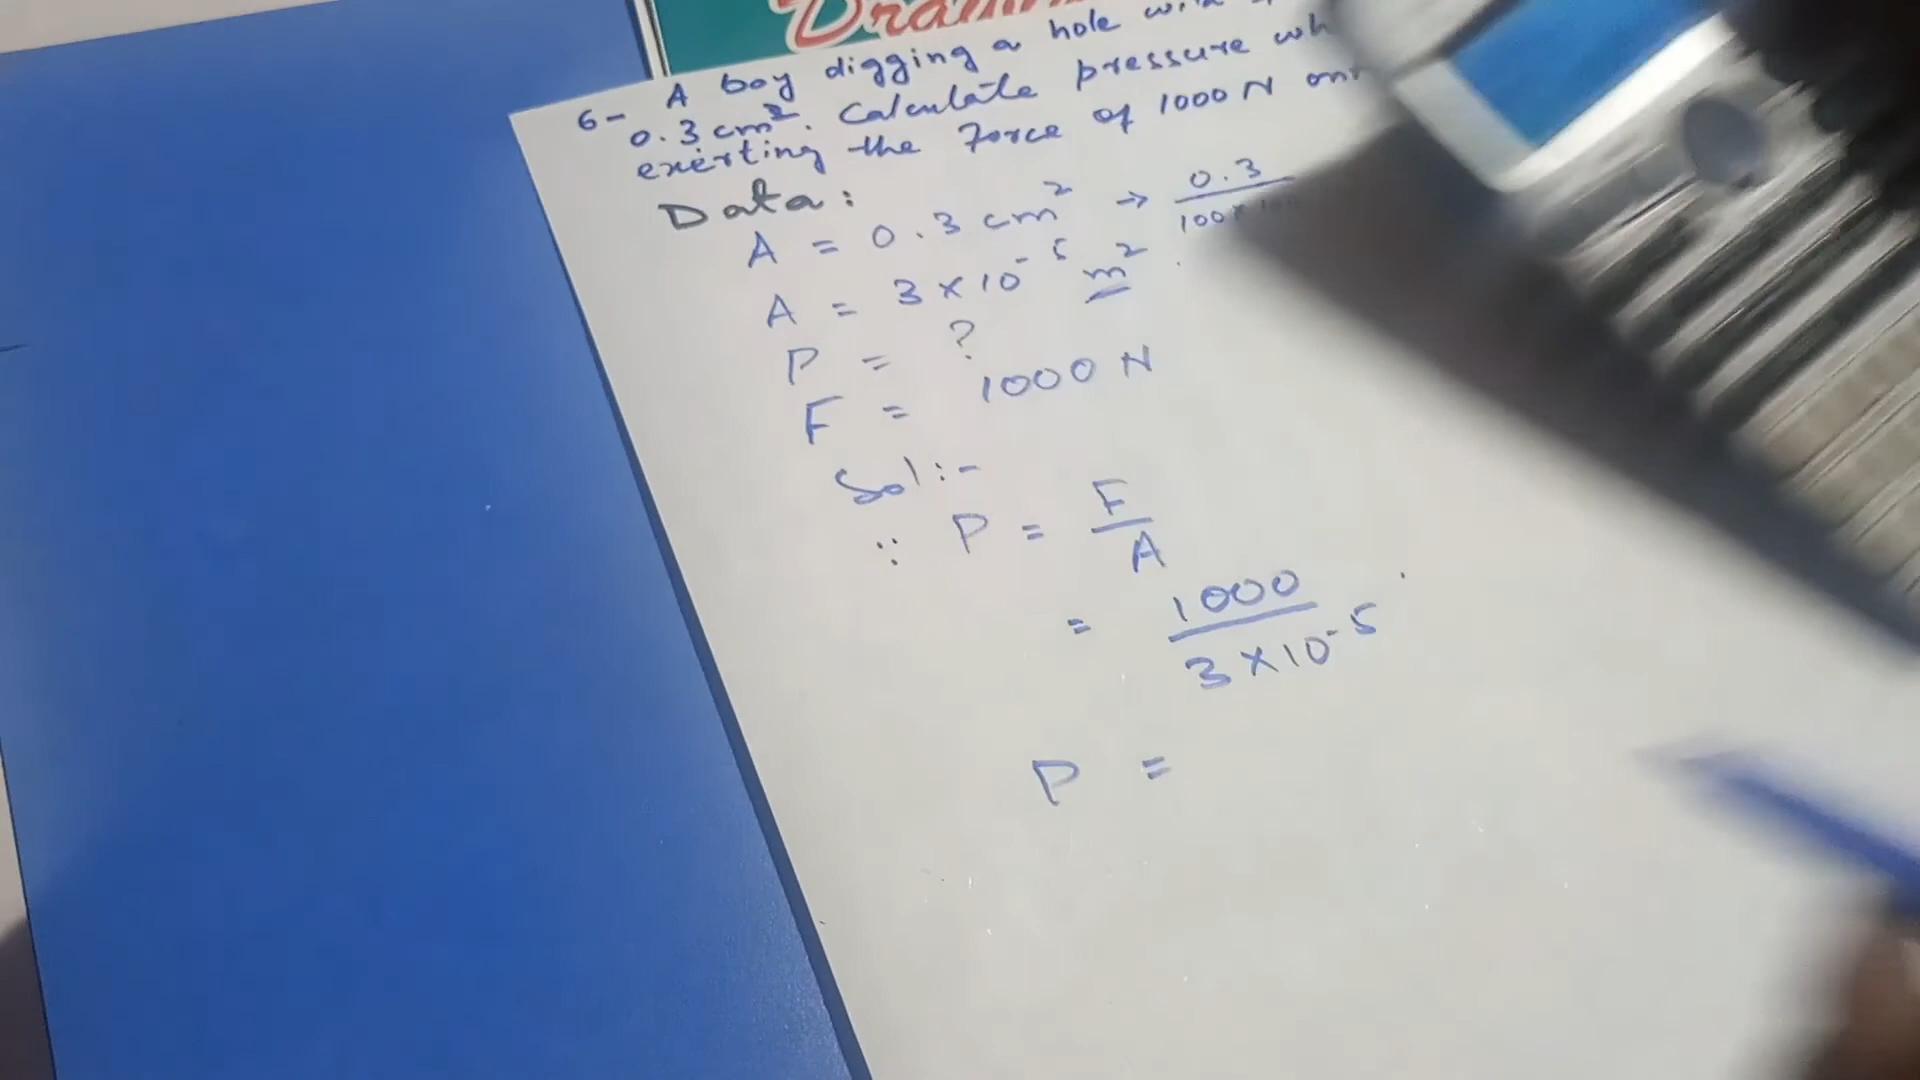 6- A boy digging a hole
0.3 cm². Calculate pressure
exerting the Force of 1000 N
Data:
A = 0.3 cm² → 0.3
100×
A = 3×10⁻⁵ m²
P = ?
F = 1000 N
Sol:-
∵ P = F/A
= 1000
3×10⁻⁵
P =